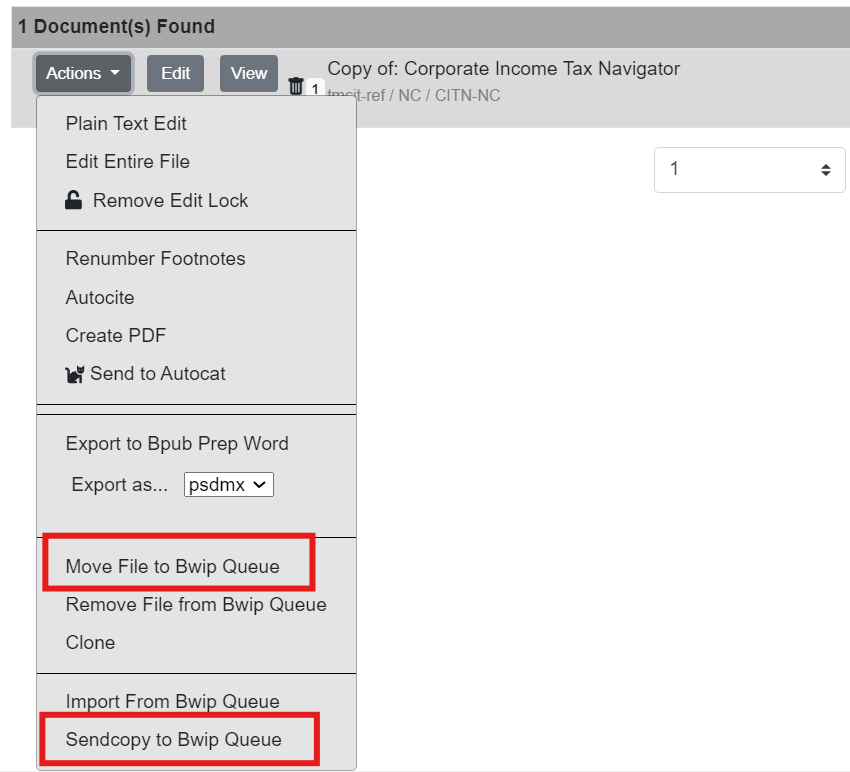 1 Document(s) Found
Actions Edit View 1 Copy of: Corporate Income Tax Navigator
tmcit-ref / NC / CITN-NC
Plain Text Edit
Edit Entire File
1
Remove Edit Lock
Renumber Footnotes
Autocite
Create PDF
Send to Autocat
Export to Bpub Prep Word
Export as... psdmx
Move File to Bwip Queue
Remove File from Bwip Queue
Clone
Import From Bwip Queue
Sendcopy to Bwip Queue